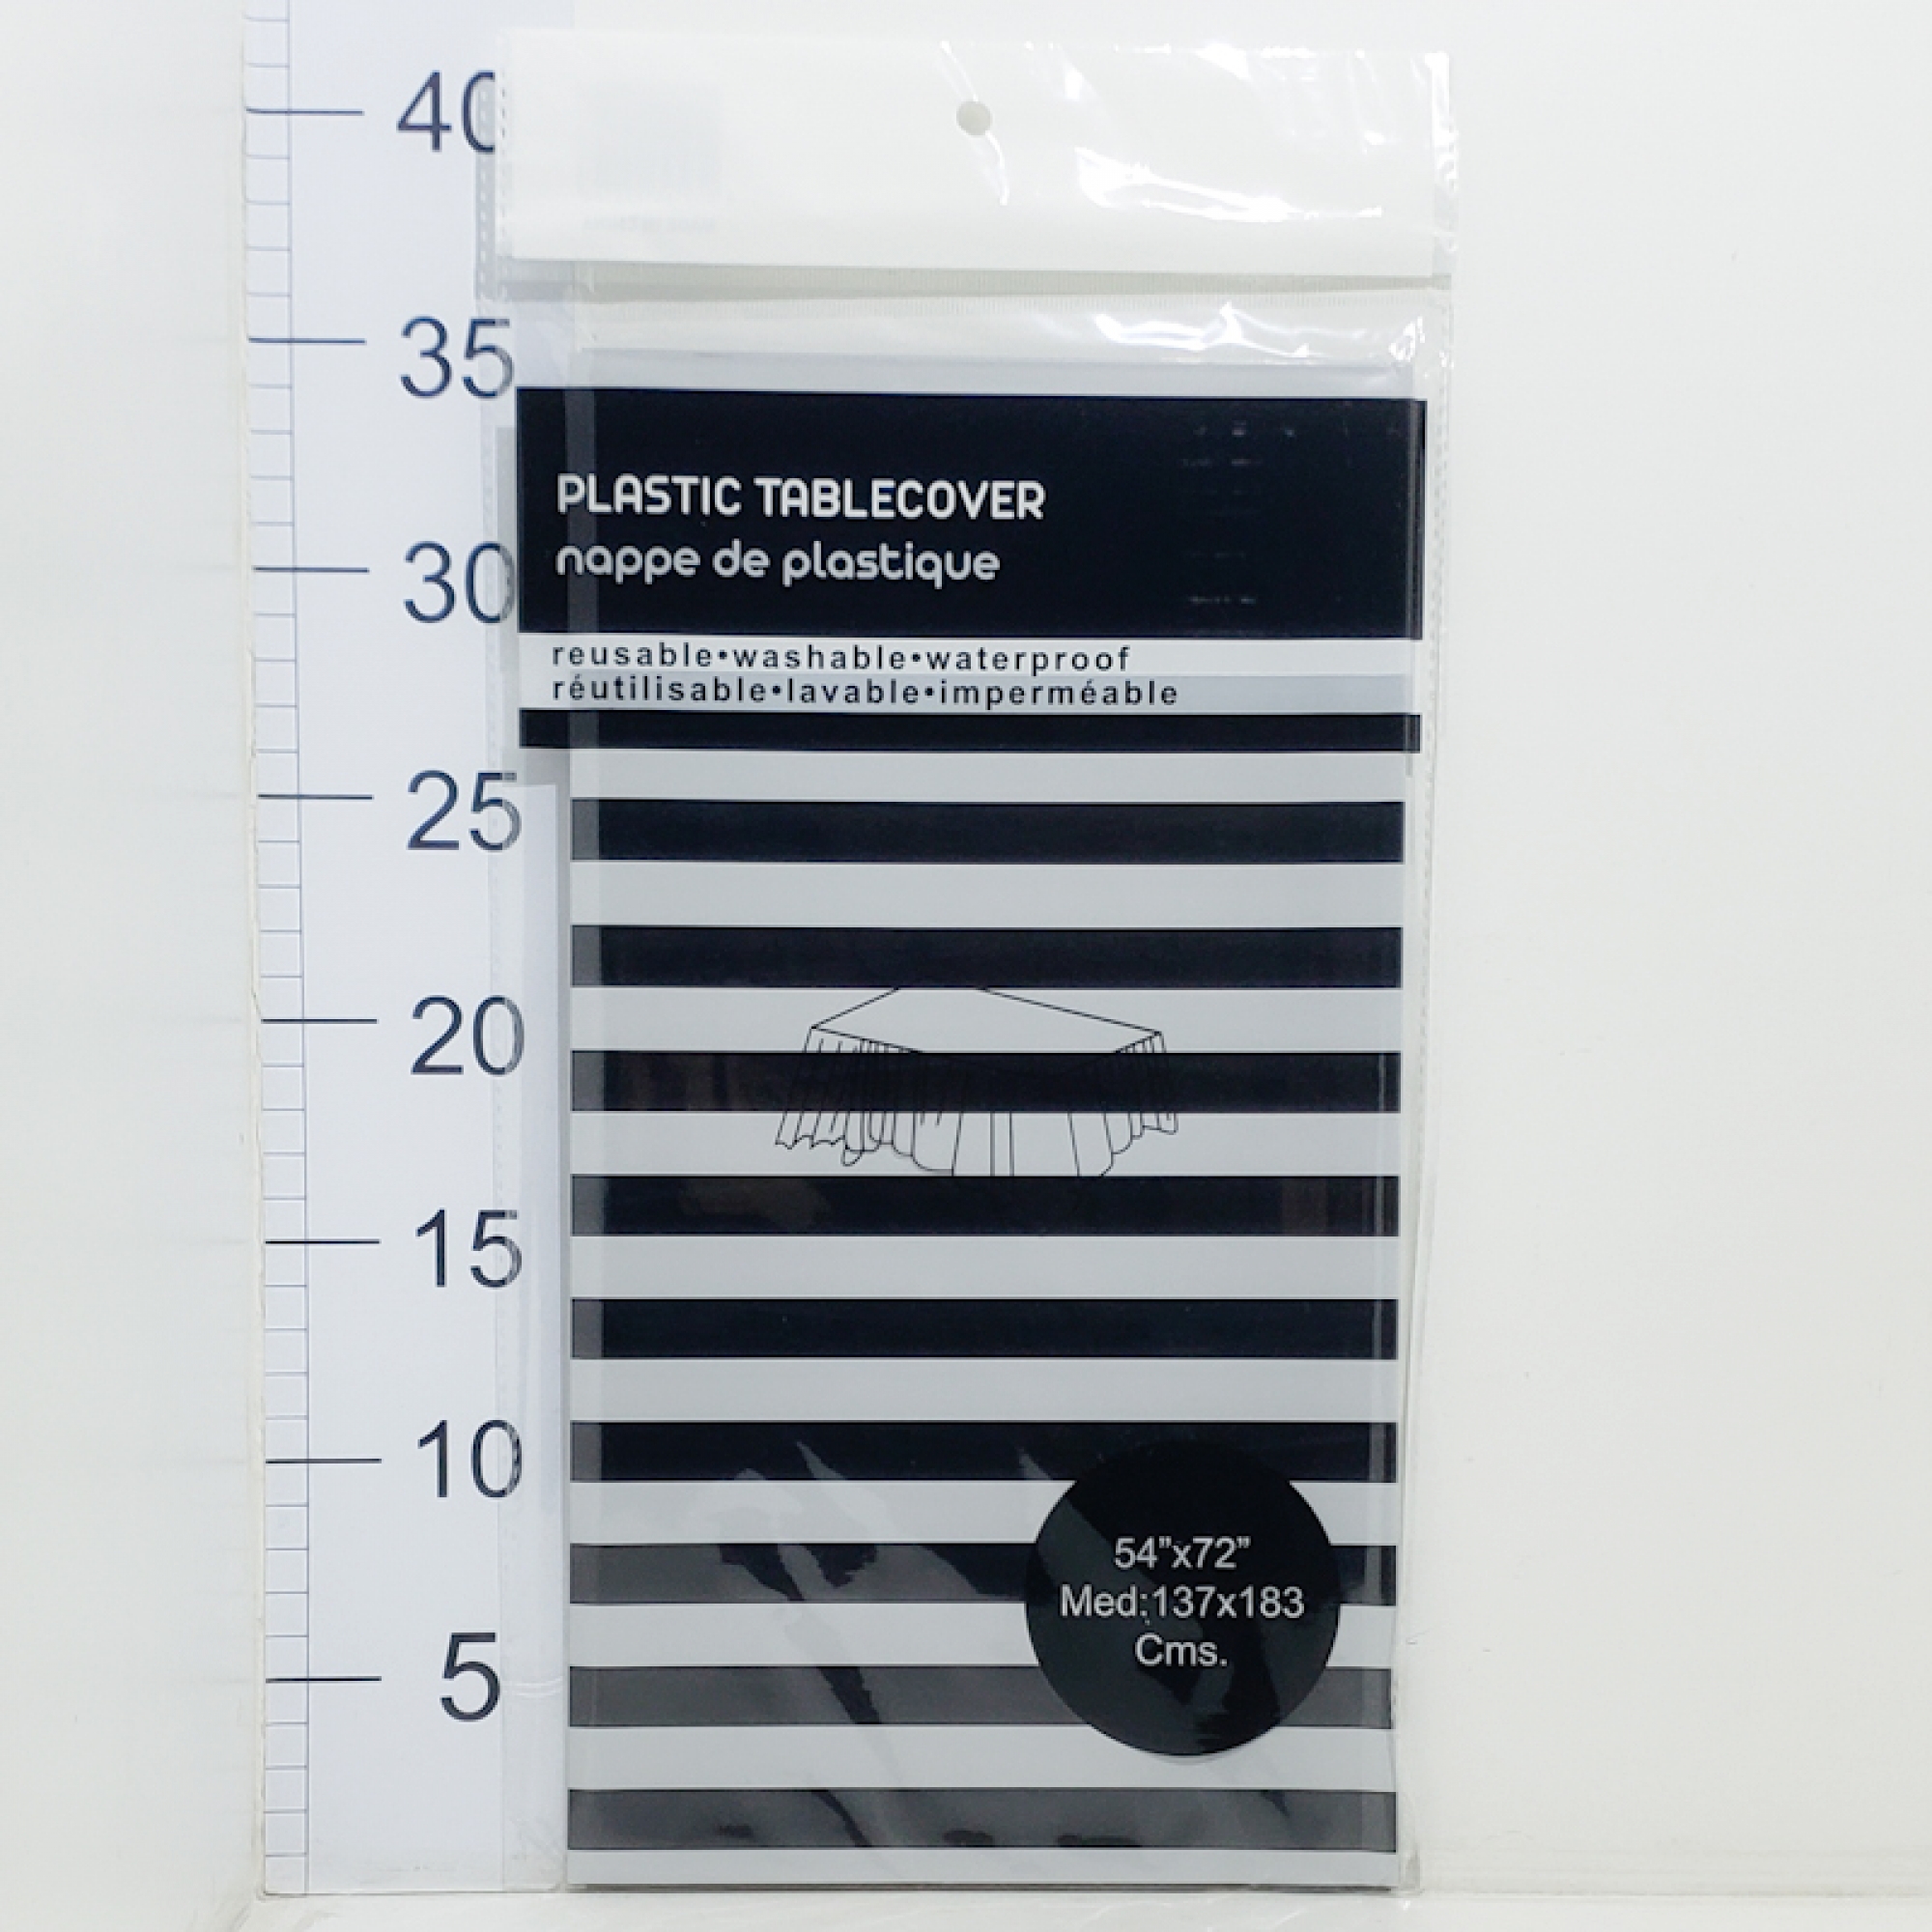 40
35
30
25
20
15
10
5
PLASTIC TABLECOVER
nappe de plastique
reusable•washable•waterproof
réutilisable•lavable•imperméable
54”x72”
Med:137x183
Cms.